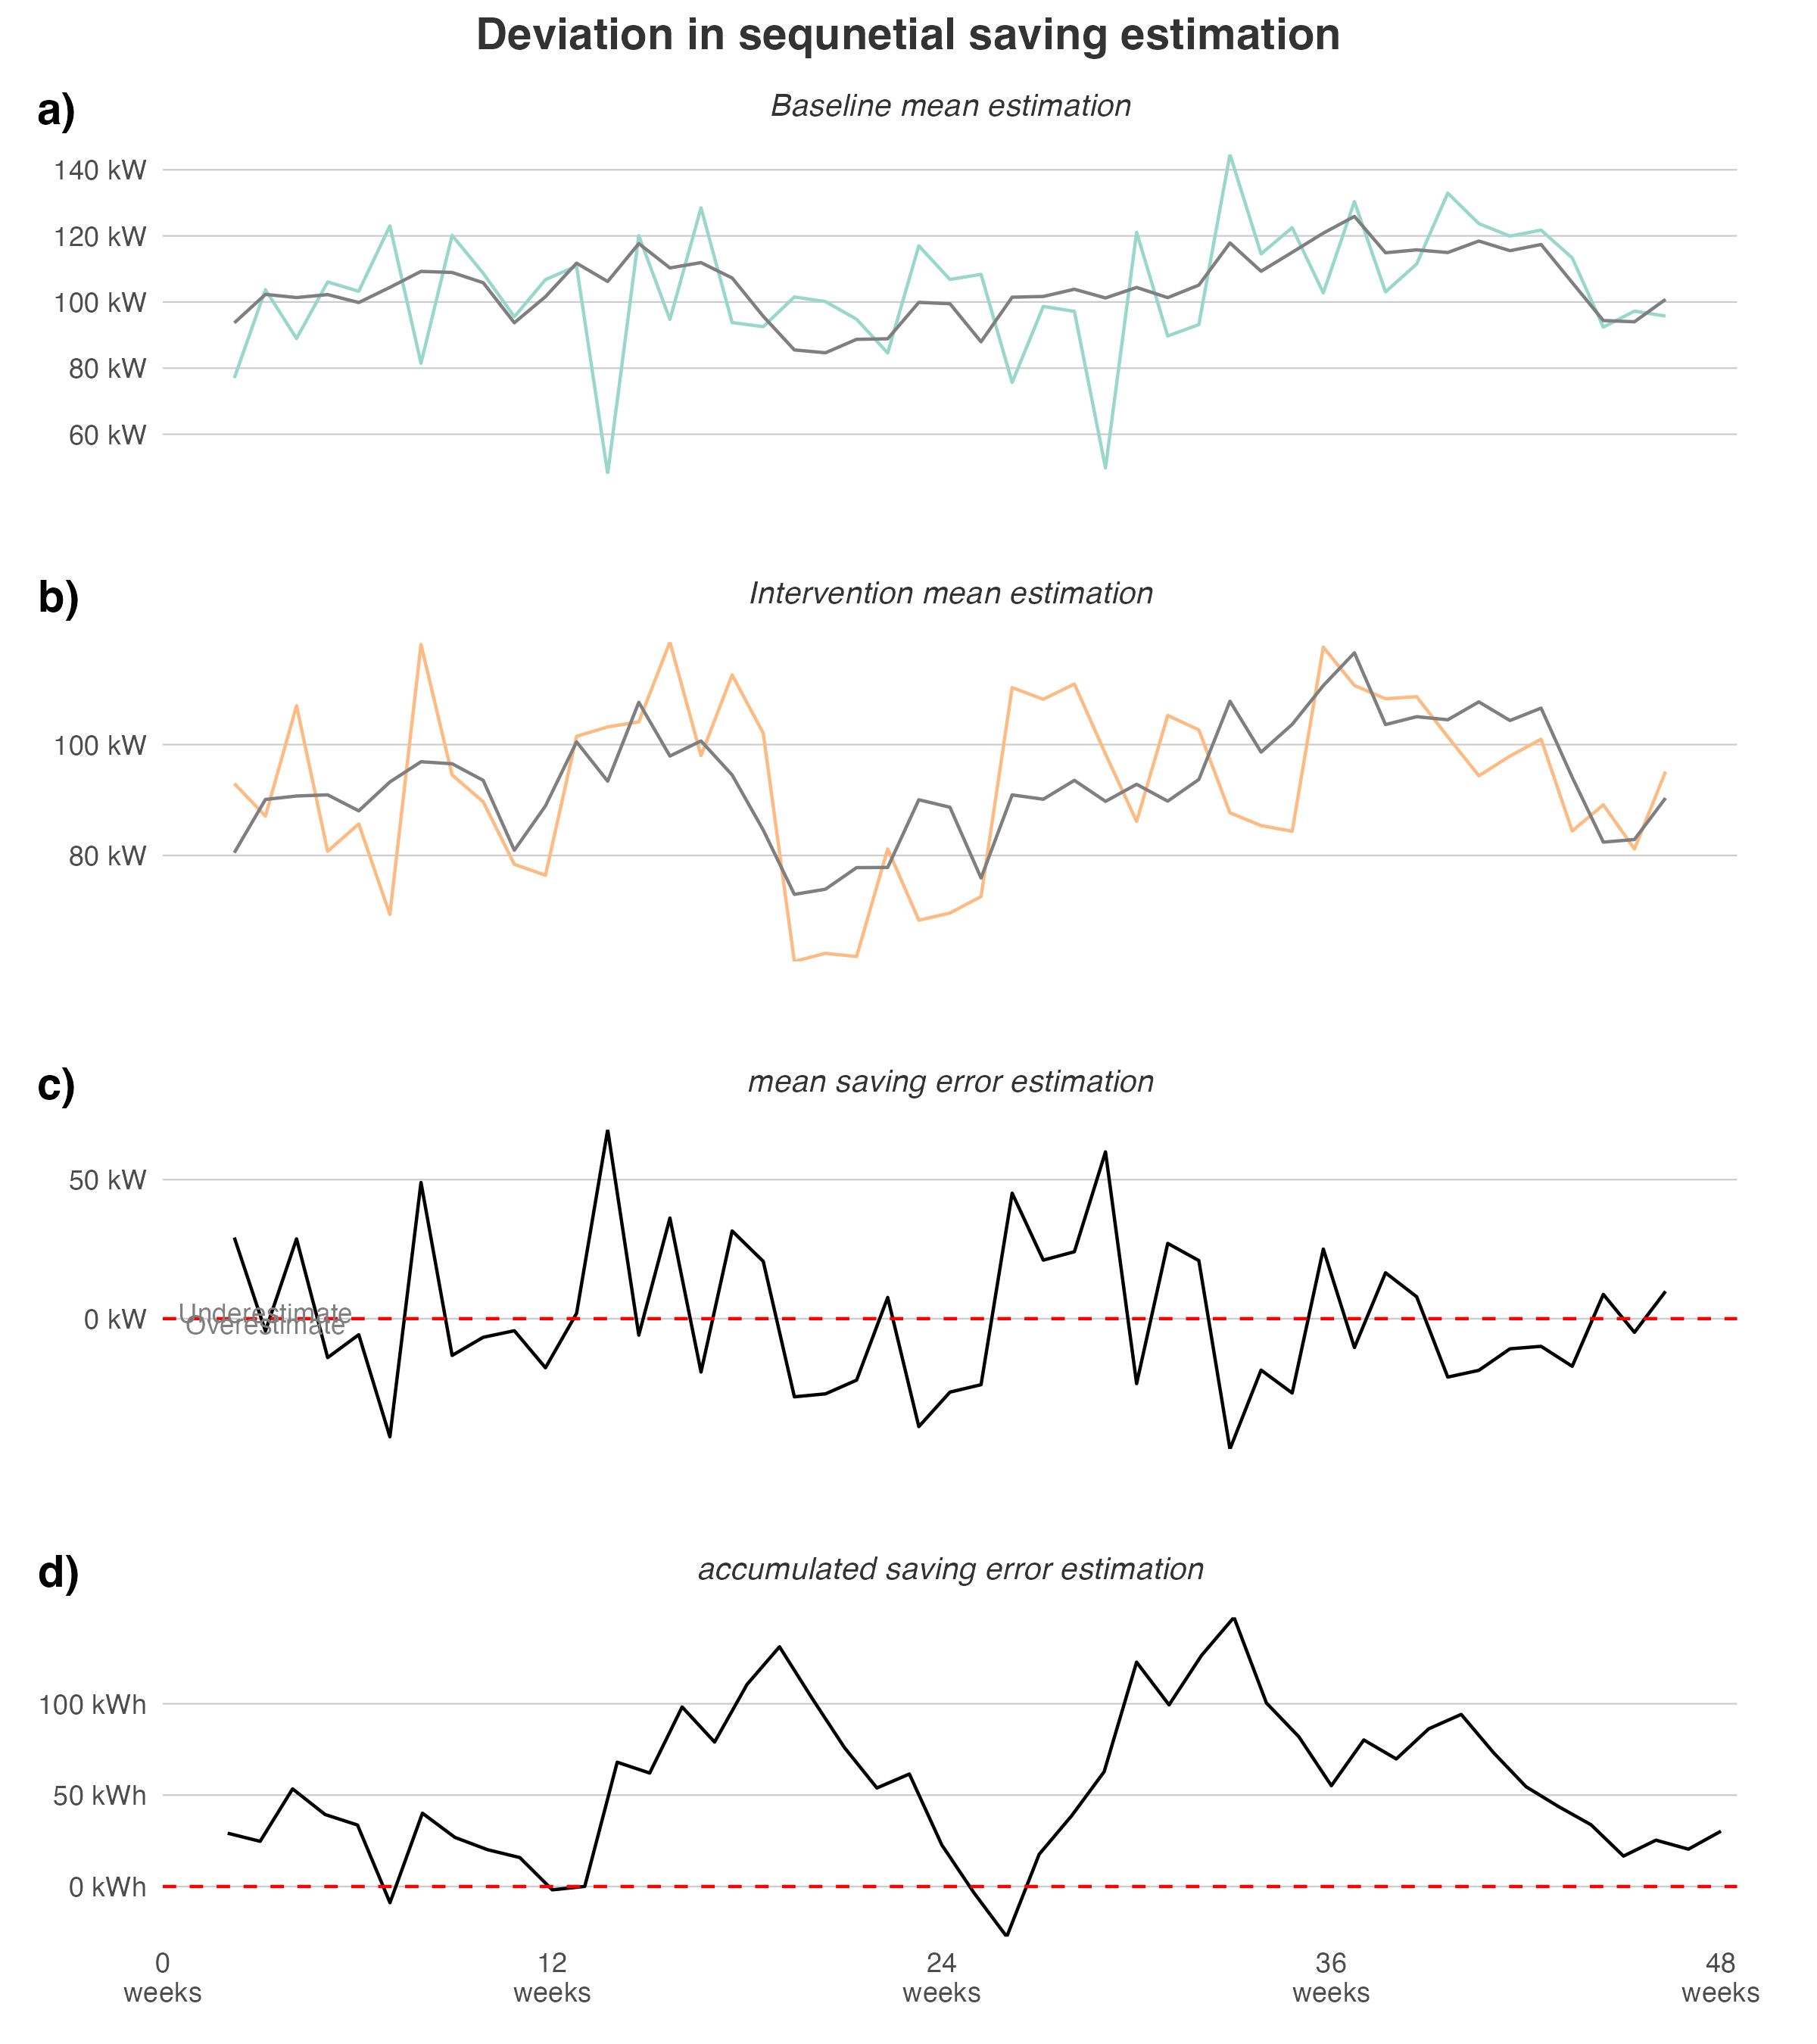 Deviation in sequnetial saving estimation
a)
Baseline mean estimation
140 kW
120 kW
100 kW
80 kW
60 kW
b)
Intervention mean estimation
100 kW
80 kW
c)
mean saving error estimation
50 kW
0 kW
Underestimate
Overestimate
d)
accumulated saving error estimation
100 kWh
50 kWh
0 kWh
0 12 24 36 48
weeks weeks weeks weeks weeks